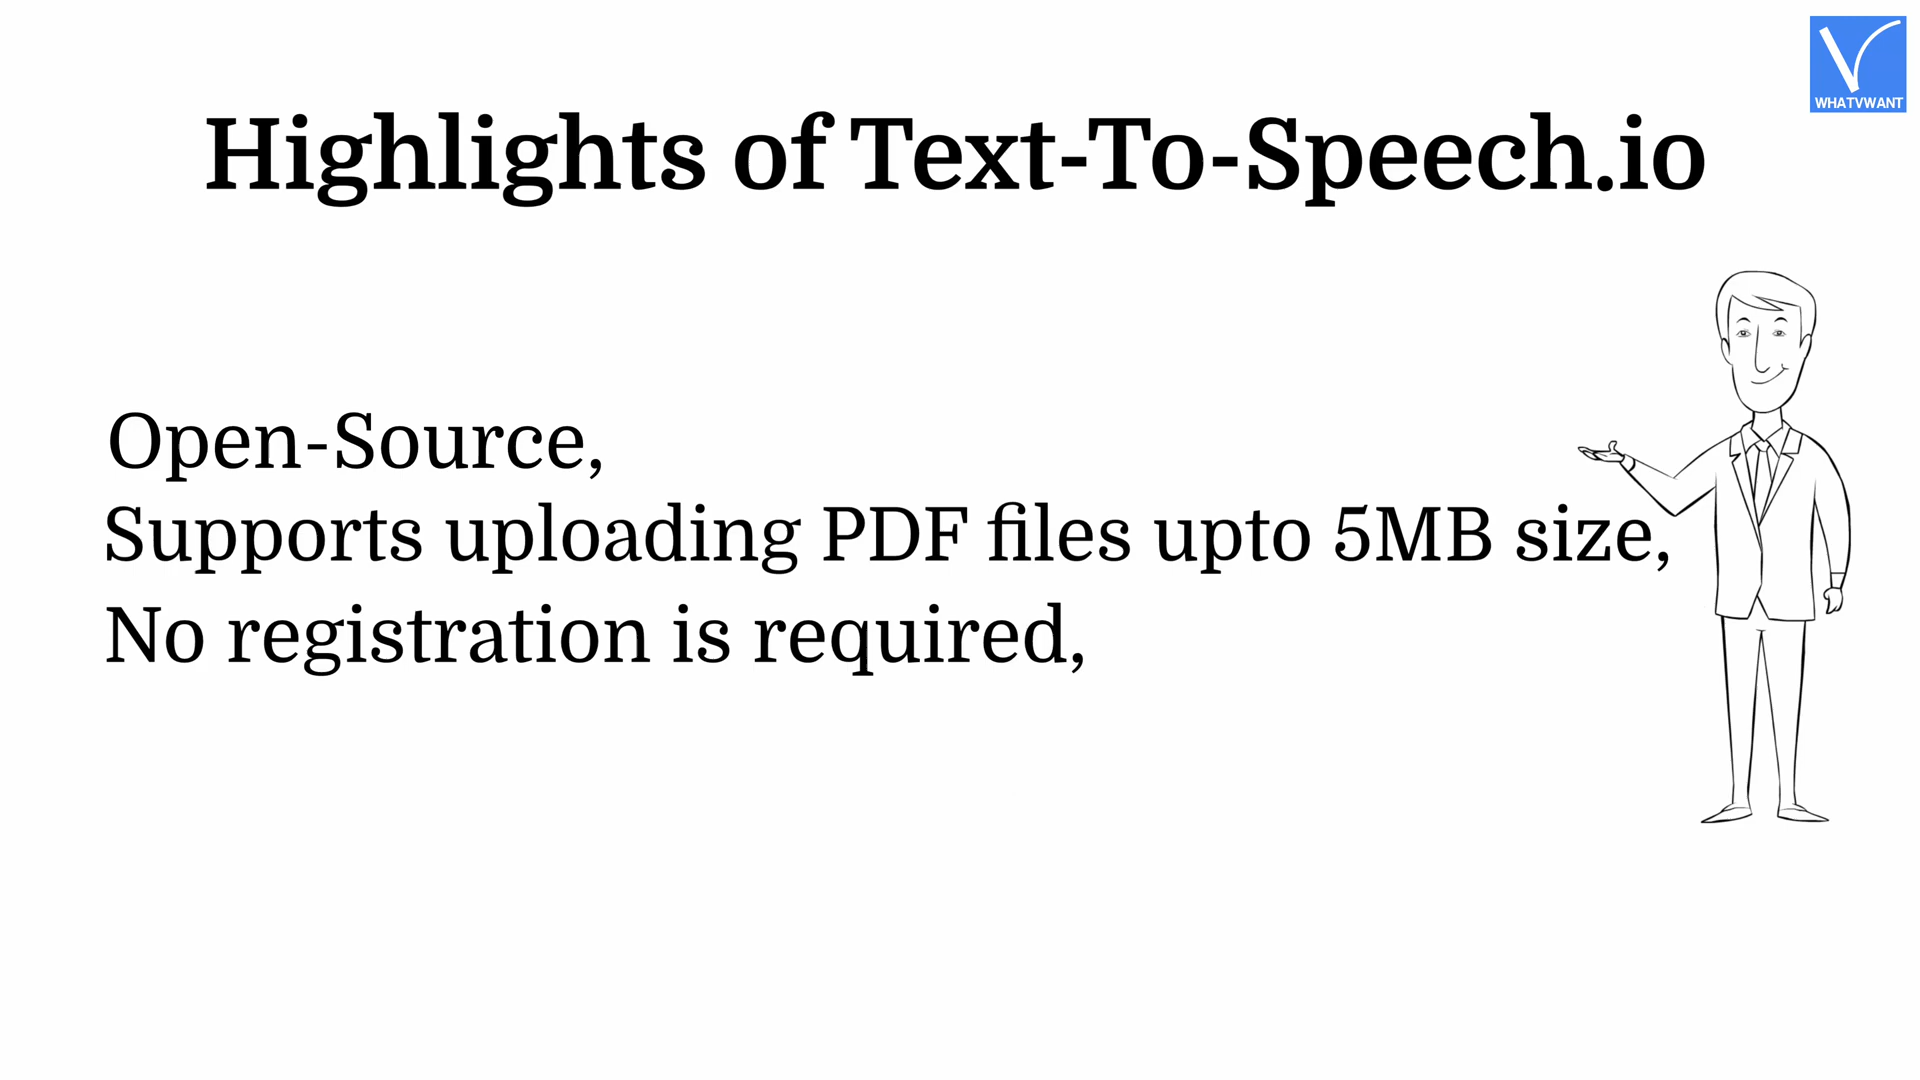 WHATVWANT
Highlights of Text-To-Speech.io
Open-Source,
Supports uploading PDF files upto 5MB size,
No registration is required,